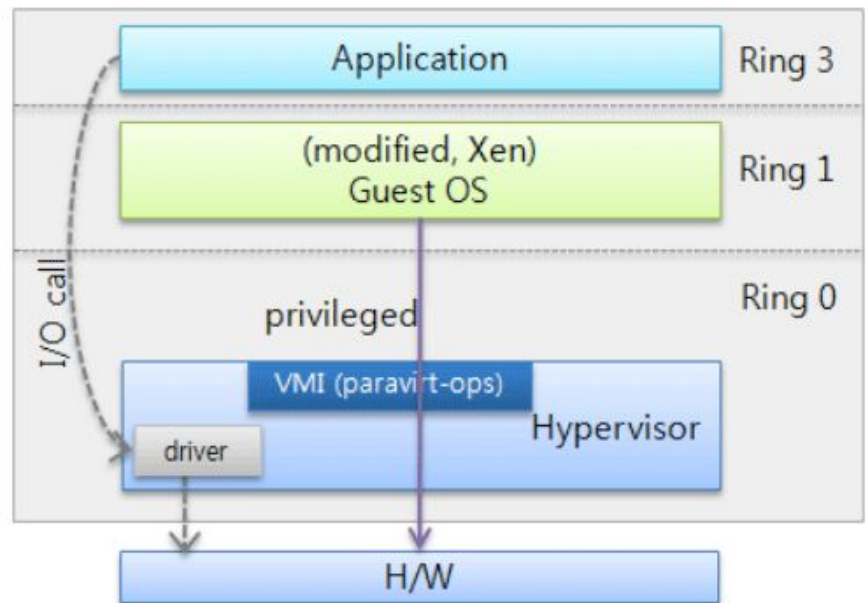 Application
Ring 3
(modified, Xen)
Guest OS
Ring 1
I/O call
privileged
Ring 0
VMI (paravirt-ops)
Hypervisor
driver
H/W